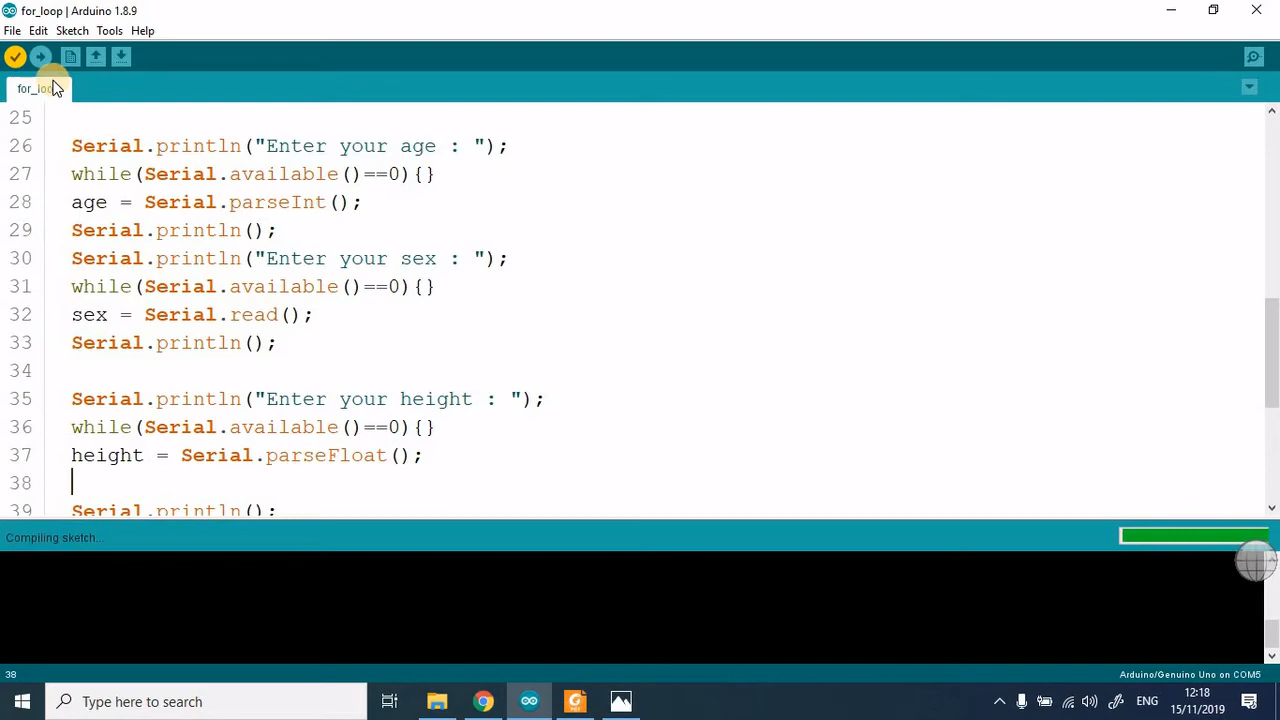 for_loop | Arduino 1.8.9
File Edit Sketch Tools Help
for_loop
25
26 Serial.println("Enter your age : ");
27 while(Serial.available()==0){}
28 age = Serial.parseInt();
29 Serial.println();
30 Serial.println("Enter your sex : ");
31 while(Serial.available()==0){}
32 sex = Serial.read();
33 Serial.println();
34
35 Serial.println("Enter your height : ");
36 while(Serial.available()==0){}
37 height = Serial.parseFloat();
38
39 Serial.println();
Compiling sketch...
38 Arduino/Genuino Uno on COM5
Type here to search
ENG
12:18
15/11/2019